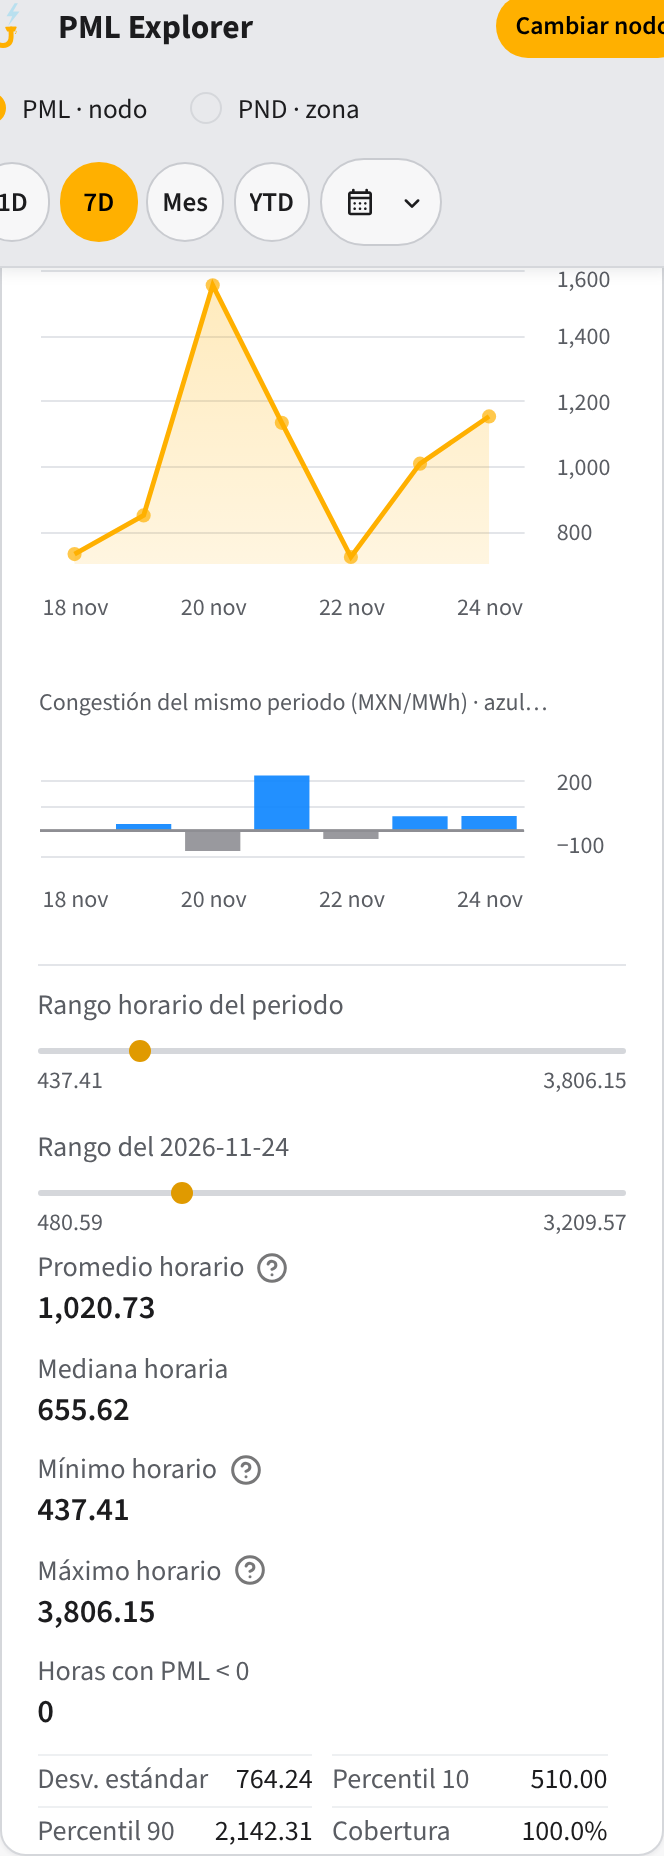 PML Explorer
Cambiar nodo
PML · nodo
PND · zona
1D
7D
Mes
YTD
1,600
1,400
1,200
1,000
800
18 nov 20 nov 22 nov 24 nov
Congestión del mismo periodo (MXN/MWh) · azul…
200
−100
18 nov 20 nov 22 nov 24 nov
Rango horario del periodo
437.41 3,806.15
Rango del 2026-11-24
480.59 3,209.57
Promedio horario ?
1,020.73
Mediana horaria
655.62
Mínimo horario ?
437.41
Máximo horario ?
3,806.15
Horas con PML < 0
0
Desv. estándar 764.24 Percentil 10 510.00
Percentil 90 2,142.31 Cobertura 100.0%